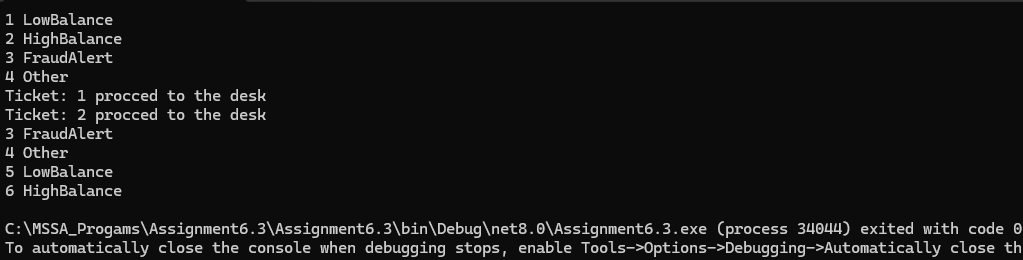 1 LowBalance
2 HighBalance
3 FraudAlert
4 Other
Ticket: 1 procced to the desk
Ticket: 2 procced to the desk
3 FraudAlert
4 Other
5 LowBalance
6 HighBalance
C:\MSSA_Progams\Assignment6.3\Assignment6.3\bin\Debug\net8.0\Assignment6.3.exe (process 34044) exited with code 0
To automatically close the console when debugging stops, enable Tools->Options->Debugging->Automatically close th